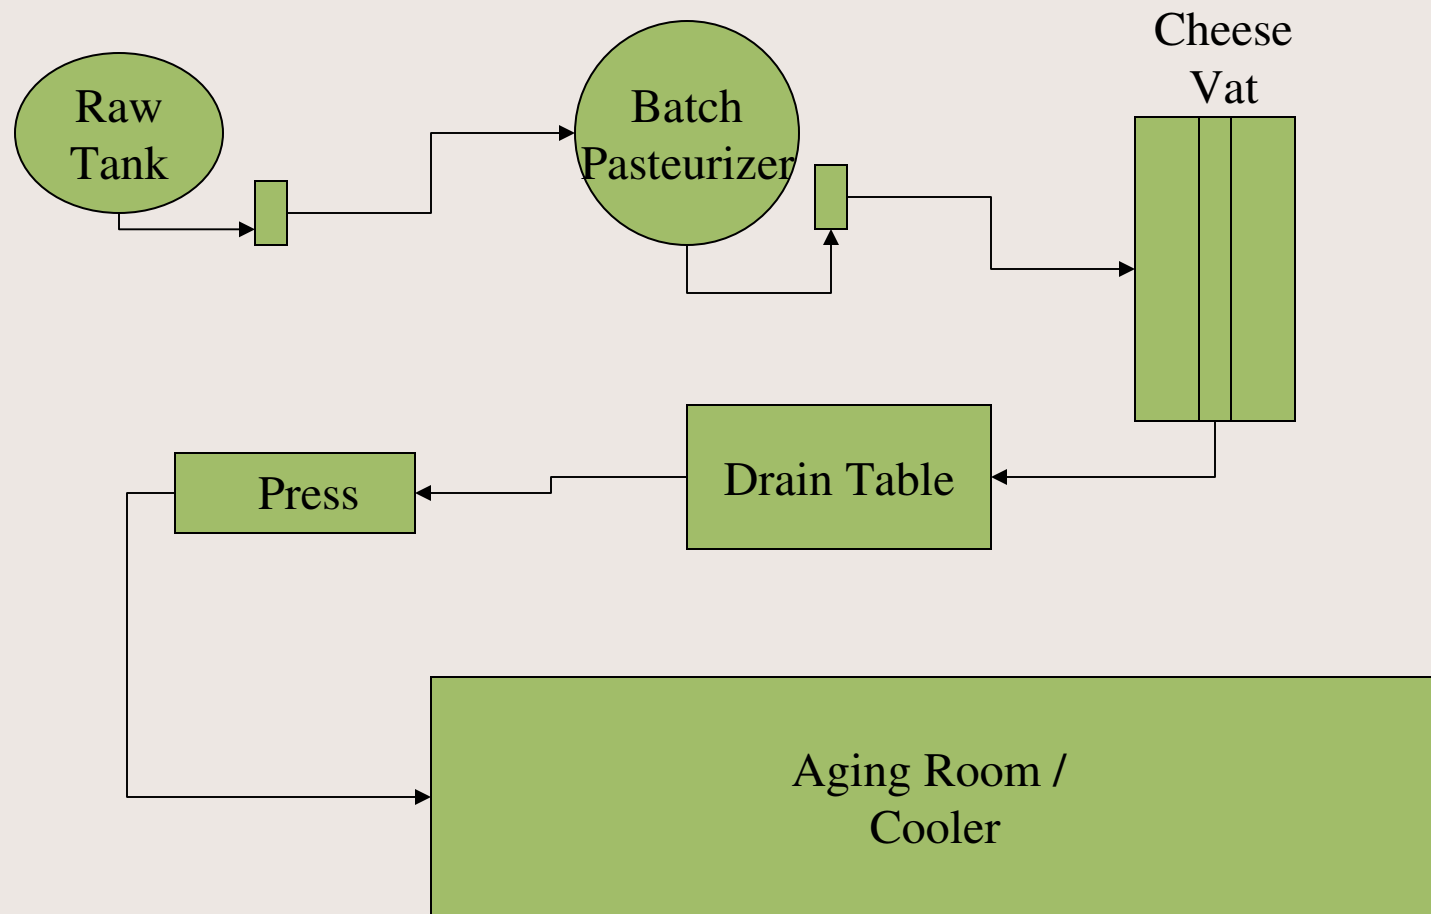 Raw
Tank
Batch
Pasteurizer
Cheese
Vat
Press
Drain Table
Aging Room /
Cooler